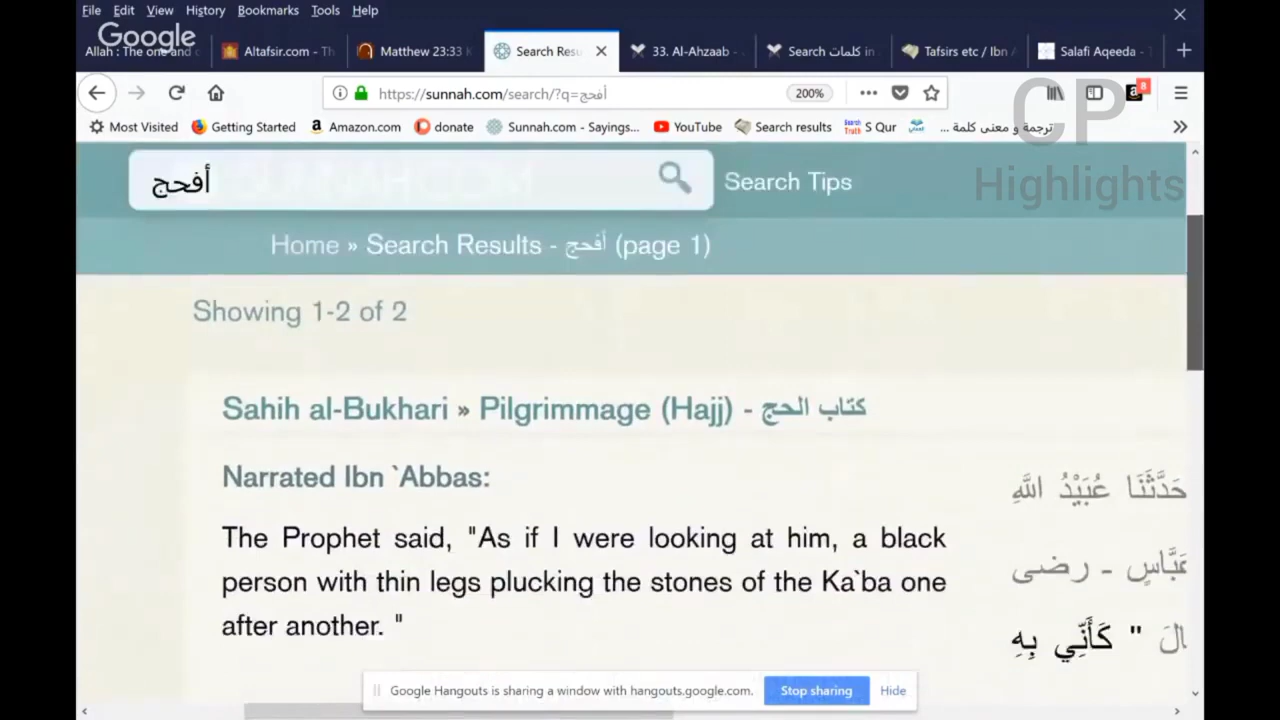 File Edit View History Bookmarks Tools Help
Google
Allah : The one and o
Altafsir.com - Th
Matthew 23:33 K
Search Resu
33. Al-Ahzaab -
Search كلمات in
Tafsirs etc / Ibn A
Salafi Aqeeda - T
https://sunnah.com/search/?q=أفحج
200%
8
Most Visited Getting Started Amazon.com donate Sunnah.com - Sayings... YouTube Search results S Qur ترجمة و معنى كلمة ...
CP
Highlights
أفحج
Search Tips
Home » Search Results - أفحج (page 1)
Showing 1-2 of 2
Sahih al-Bukhari » Pilgrimmage (Hajj) - كتاب الحج
Narrated Ibn `Abbas:
حَدَّثَنَا عُبَيْدُ اللَّهِ
The Prophet said, "As if I were looking at him, a black
person with thin legs plucking the stones of the Ka`ba one
عَبَّاسٍ ـ رضى
after another. "
" كَأَنِّي بِهِ
Google Hangouts is sharing a window with hangouts.google.com. Stop sharing Hide